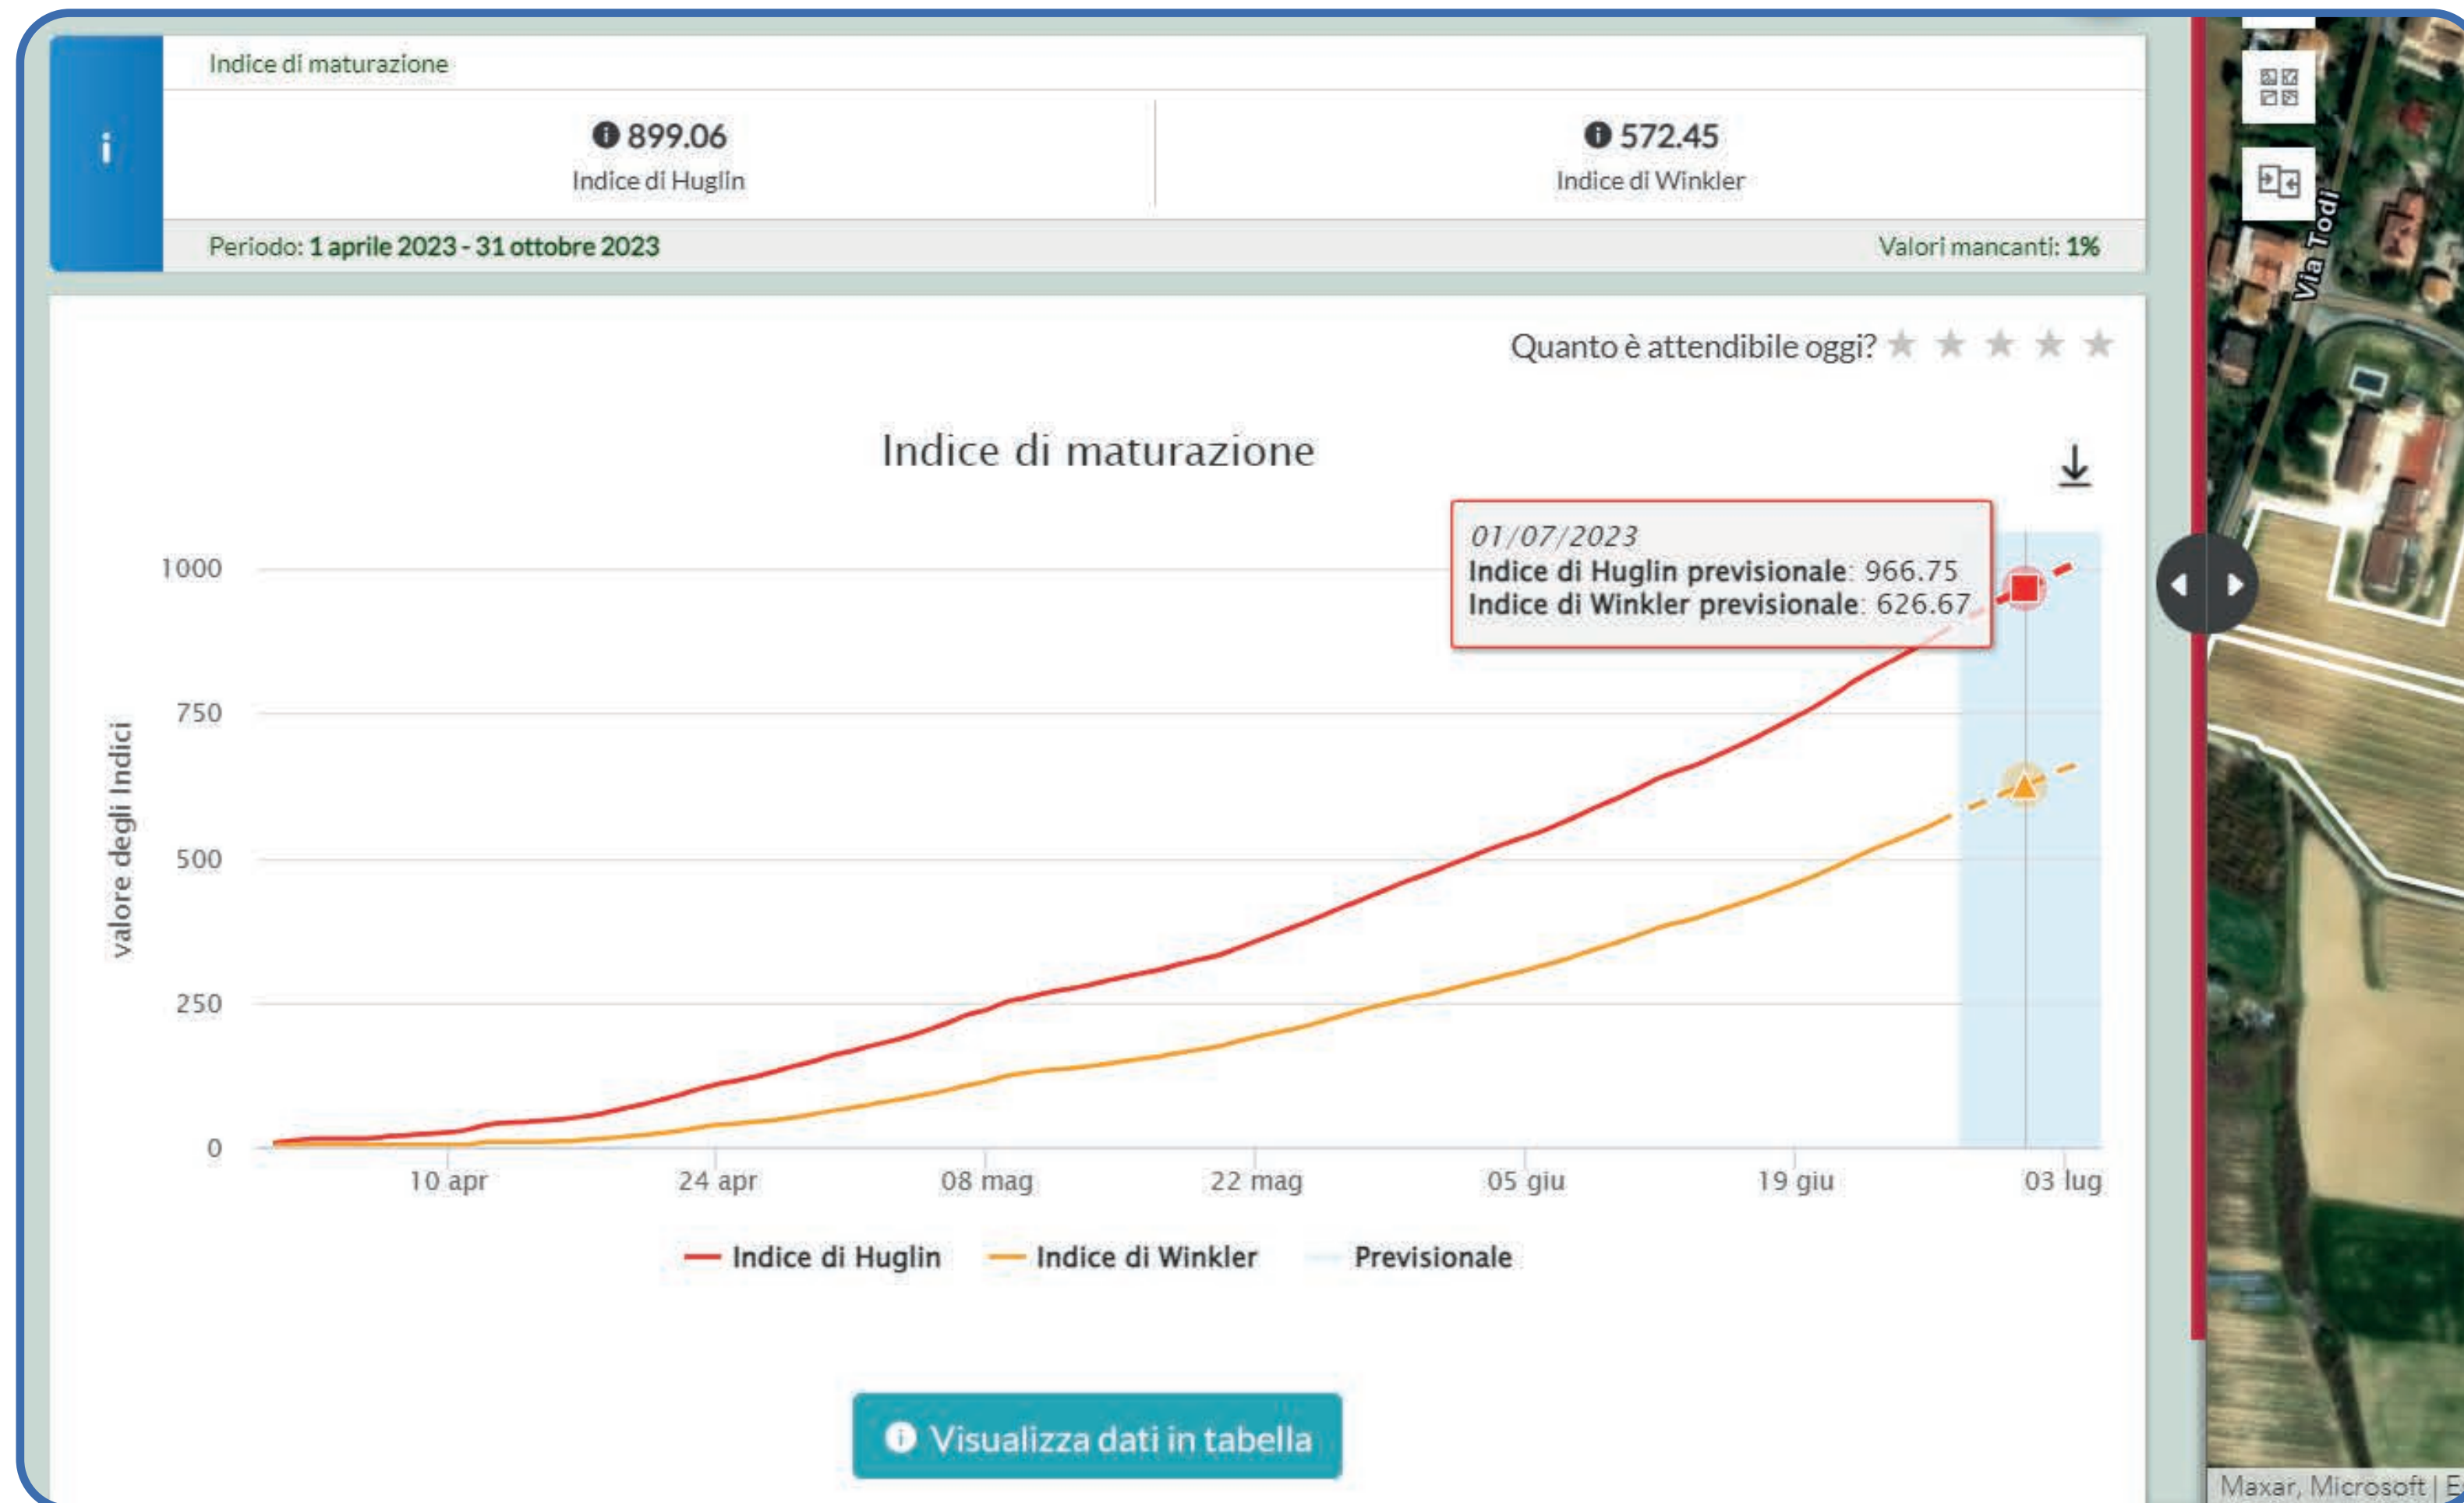 Indice di maturazione
i
899.06
Indice di Huglin
572.45
Indice di Winkler
Periodo: 1 aprile 2023 - 31 ottobre 2023
Valori mancanti: 1%
Quanto è attendibile oggi?
Indice di maturazione
01/07/2023
Indice di Huglin previsionale: 966.75
Indice di Winkler previsionale: 626.67
valore degli Indici
1000
750
500
250
0
10 apr
24 apr
08 mag
22 mag
05 giu
19 giu
03 lug
Indice di Huglin
Indice di Winkler
Previsionale
Visualizza dati in tabella
Via Todi
Maxar, Microsoft |